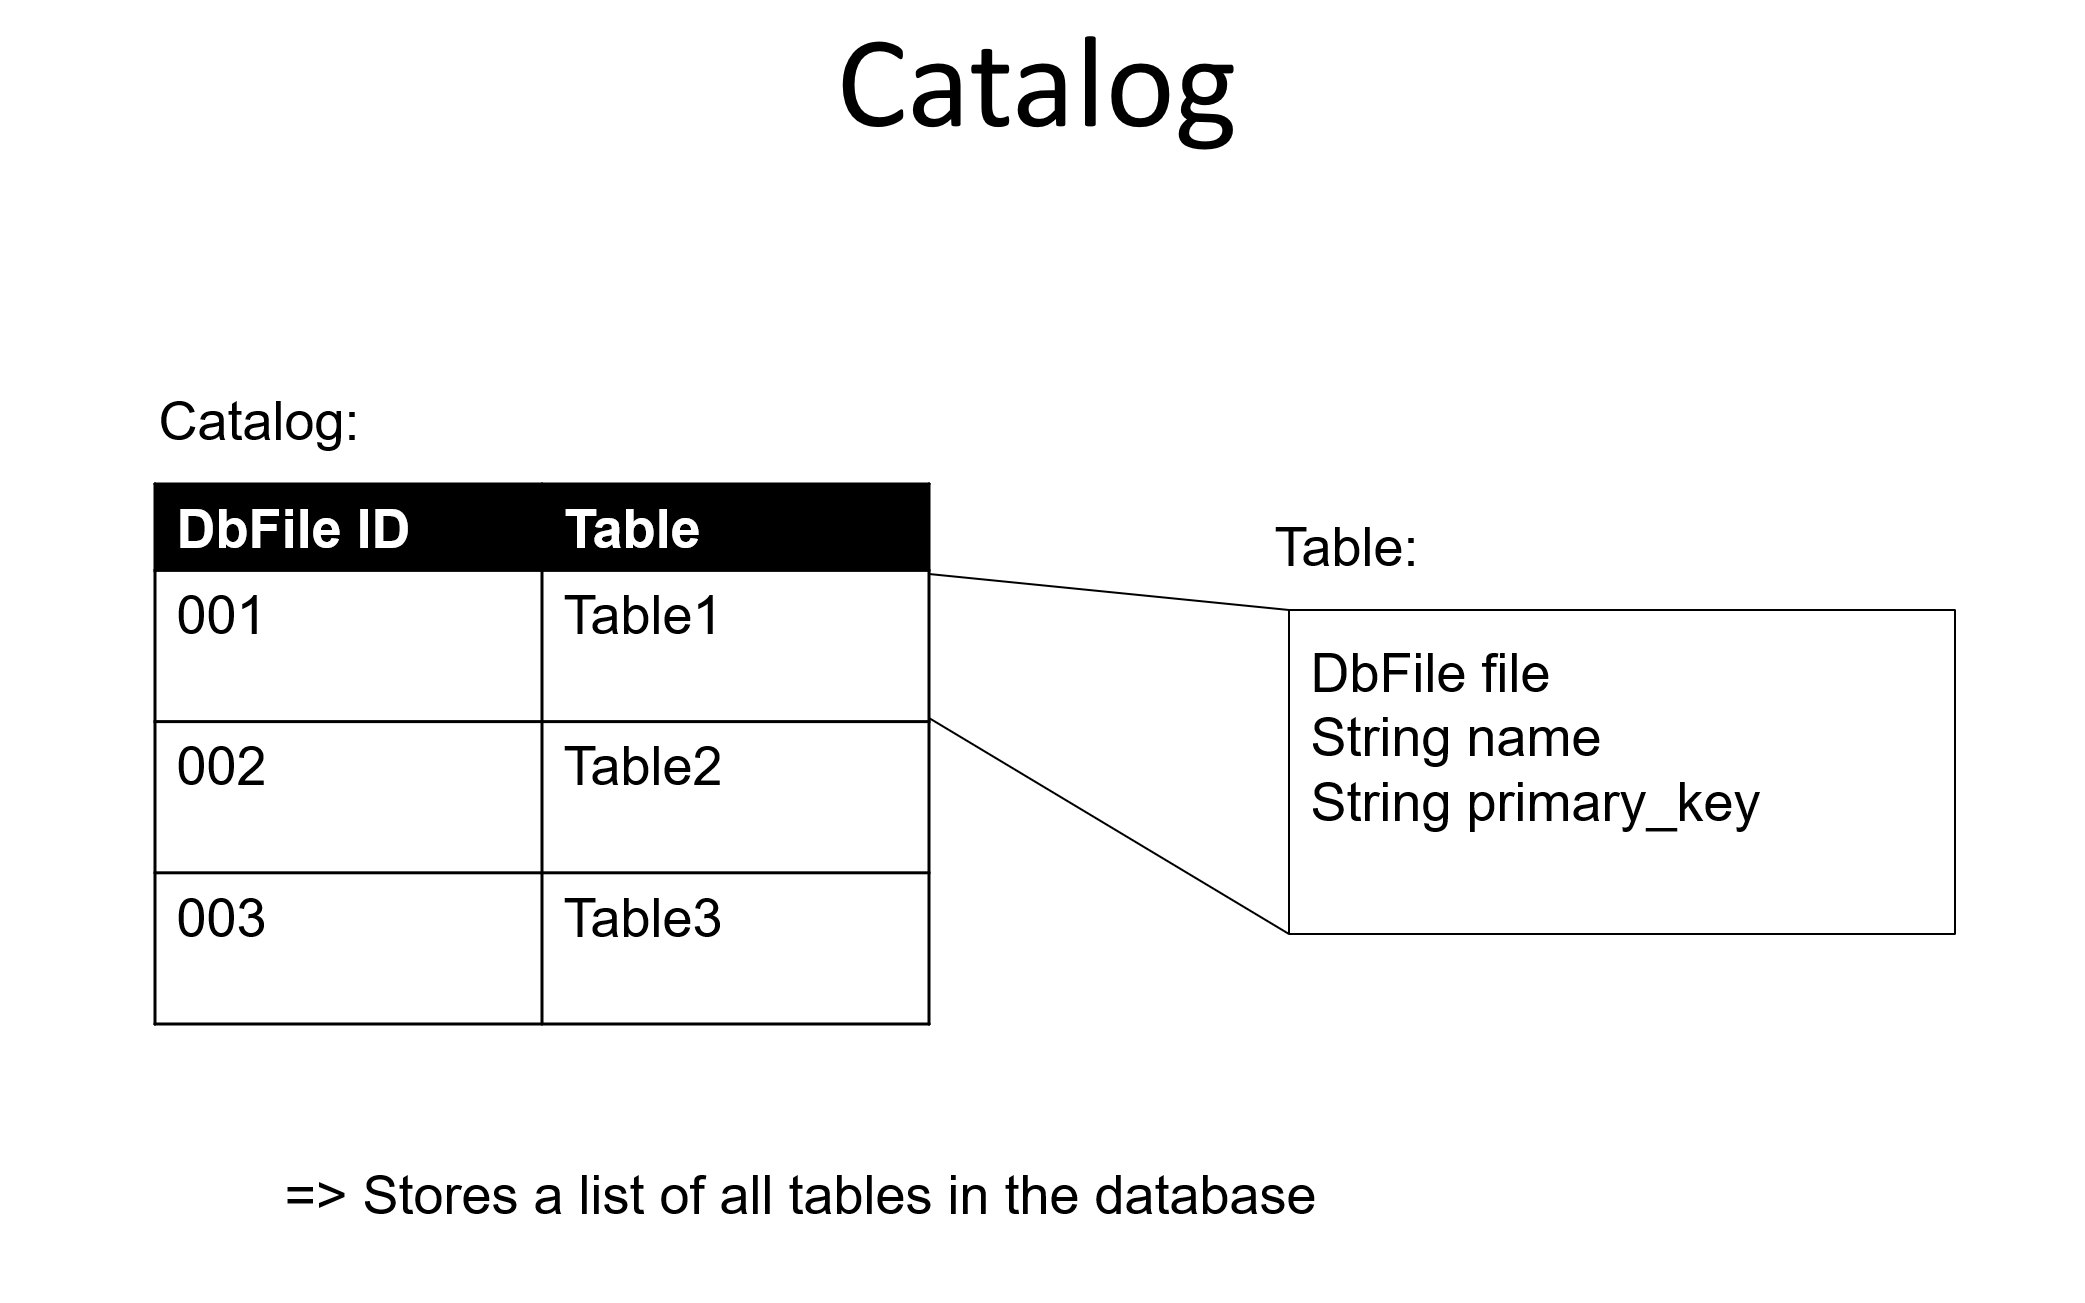 Catalog
Catalog:
DbFile ID Table
001 Table1
002 Table2
003 Table3
Table:
DbFile file
String name
String primary_key
=> Stores a list of all tables in the database